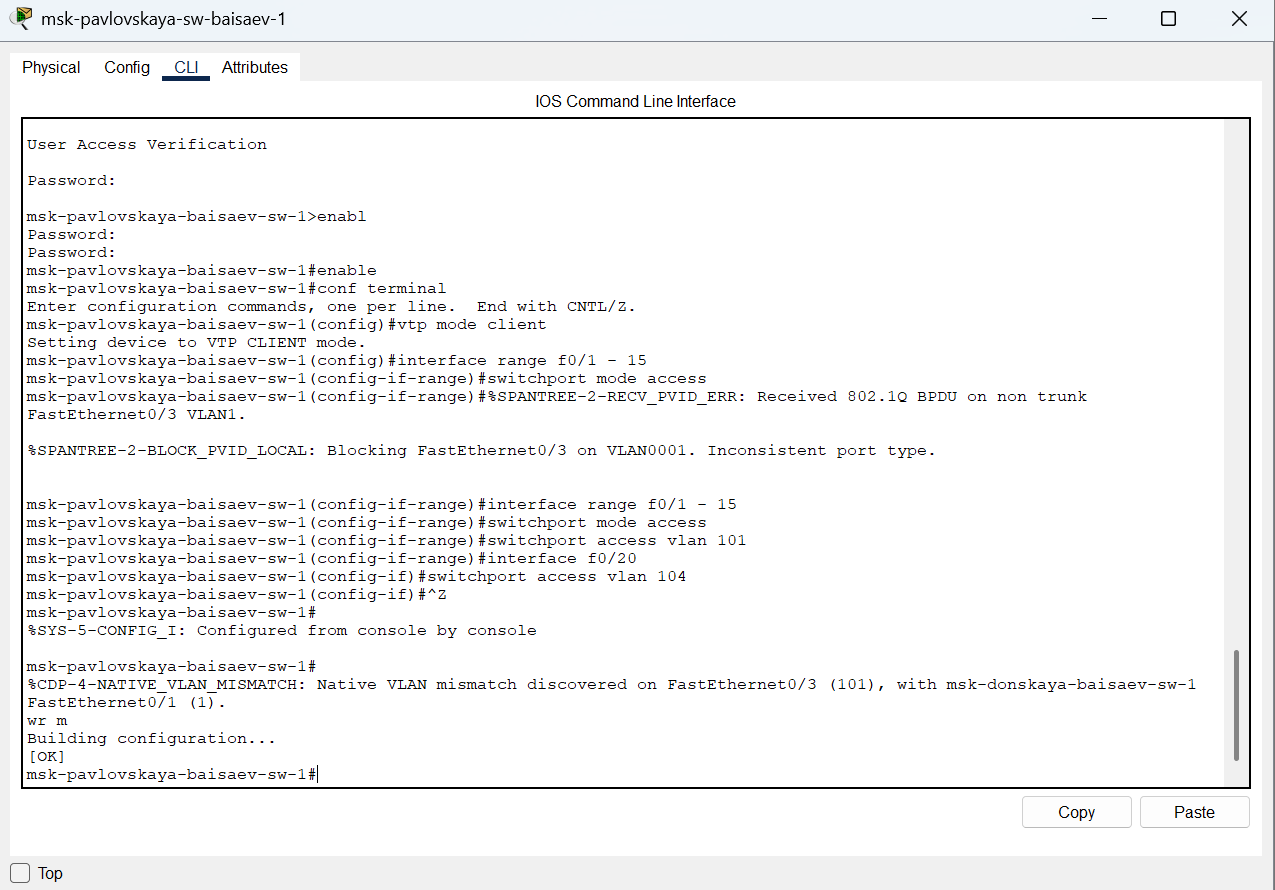 msk-pavlovskaya-sw-baisaev-1
Physical Config CLI Attributes
IOS Command Line Interface
User Access Verification
Password:
msk-pavlovskaya-baisaev-sw-1>enabl
Password:
Password:
msk-pavlovskaya-baisaev-sw-1#enable
msk-pavlovskaya-baisaev-sw-1#conf terminal
Enter configuration commands, one per line.  End with CNTL/Z.
msk-pavlovskaya-baisaev-sw-1(config)#vtp mode client
Setting device to VTP CLIENT mode.
msk-pavlovskaya-baisaev-sw-1(config)#interface range f0/1 - 15
msk-pavlovskaya-baisaev-sw-1(config-if-range)#switchport mode access
msk-pavlovskaya-baisaev-sw-1(config-if-range)#%SPANTREE-2-RECV_PVID_ERR: Received 802.1Q BPDU on non trunk
FastEthernet0/3 VLAN1.
%SPANTREE-2-BLOCK_PVID_LOCAL: Blocking FastEthernet0/3 on VLAN0001. Inconsistent port type.
msk-pavlovskaya-baisaev-sw-1(config-if-range)#interface range f0/1 - 15
msk-pavlovskaya-baisaev-sw-1(config-if-range)#switchport mode access
msk-pavlovskaya-baisaev-sw-1(config-if-range)#switchport access vlan 101
msk-pavlovskaya-baisaev-sw-1(config-if-range)#interface f0/20
msk-pavlovskaya-baisaev-sw-1(config-if)#switchport access vlan 104
msk-pavlovskaya-baisaev-sw-1(config-if)#^Z
msk-pavlovskaya-baisaev-sw-1#
%SYS-5-CONFIG_I: Configured from console by console
msk-pavlovskaya-baisaev-sw-1#
%CDP-4-NATIVE_VLAN_MISMATCH: Native VLAN mismatch discovered on FastEthernet0/3 (101), with msk-donskaya-baisaev-sw-1
FastEthernet0/1 (1).
wr m
Building configuration...
[OK]
msk-pavlovskaya-baisaev-sw-1#
Copy Paste
Top